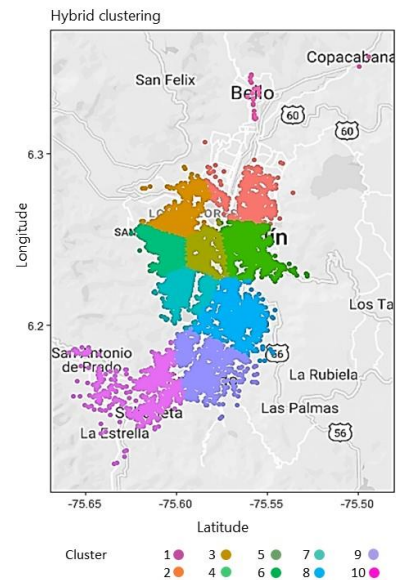 Hybrid clustering
Copacabana
San Felix
Bello
60
60
6.3
ín
SAN
Longitude
6.2
Los Ta
56
San Antonio
de Prado
La Rubiela
Las Palmas
La Estrella
56
-75.65 -75.60 -75.55 -75.50
Latitude
Cluster 1 3 5 7 9
2 4 6 8 10